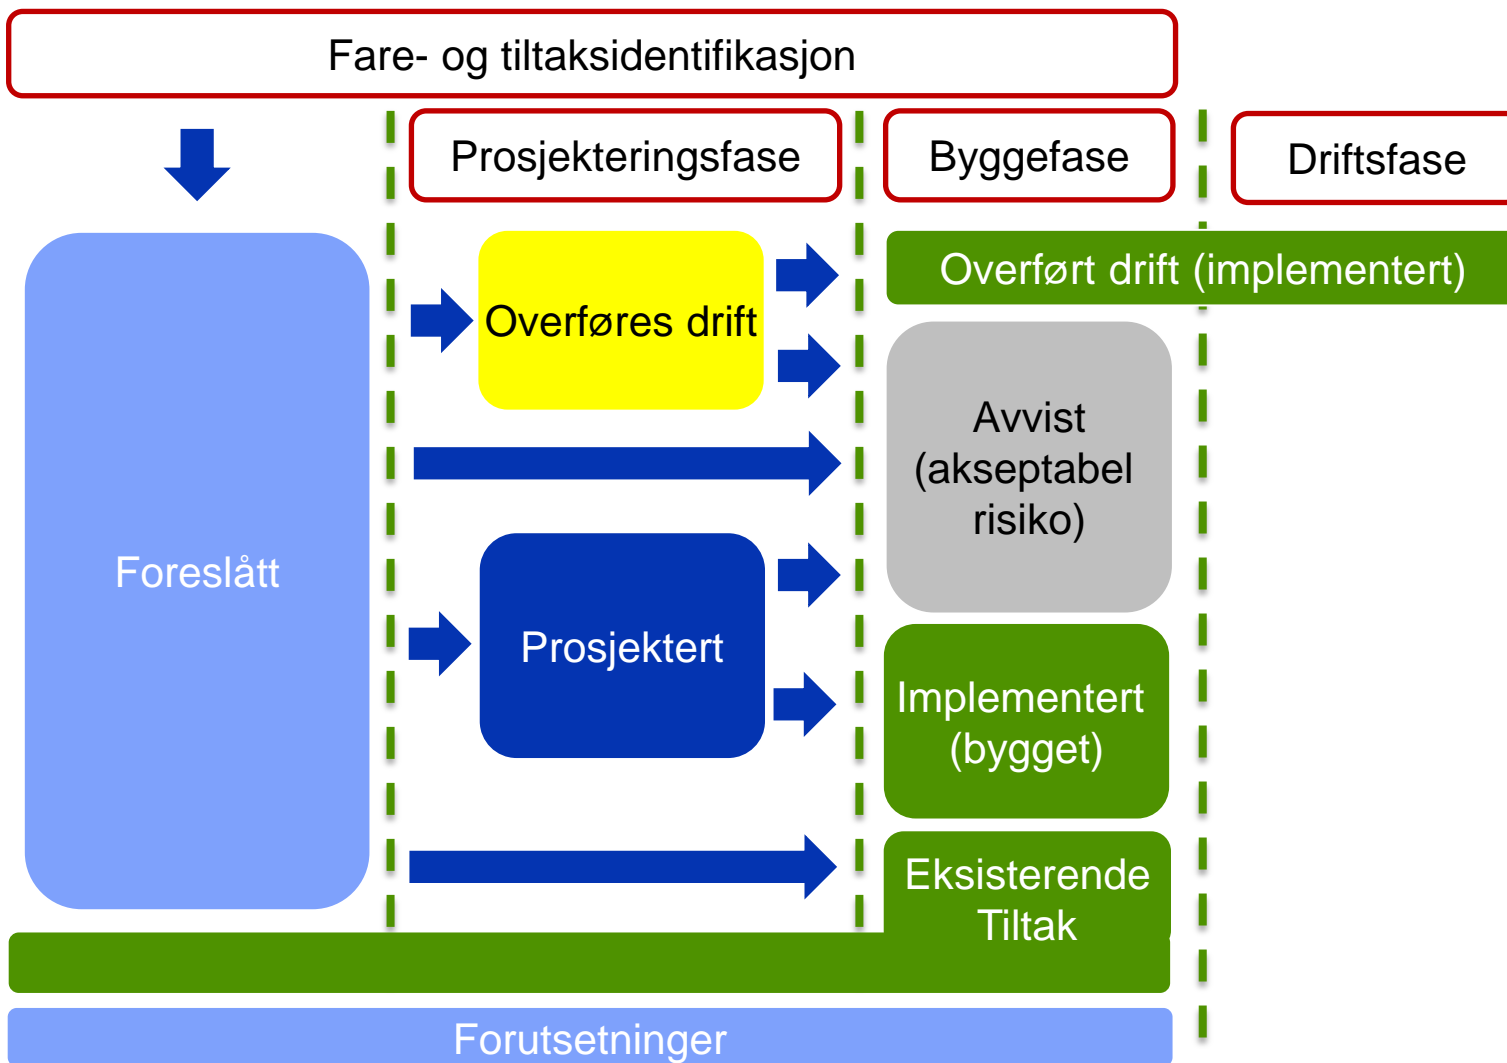 Fare- og tiltaksidentifikasjon
Prosjekteringsfase
Byggefase
Driftsfase
Overføres drift
Overført drift (implementert)
Avvist
(akseptabel
risiko)
Foreslått
Prosjektert
Implementert
(bygget)
Eksisterende
Tiltak
Forutsetninger